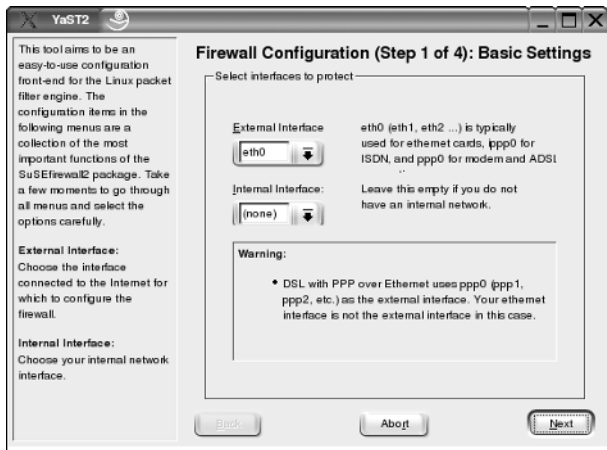 YaST2
This tool aims to be an
easy-to-use configuration
front-end for the Linux packet
filter engine. The
configuration items in the
following menus are a
collection of the most
important functions of the
SuSEfirewall2 package. Take
a few moments to go through
all menus and select the
options carefully.
External Interface:
Choose the interface
connected to the Internet for
which to configure the
firewall.
Internal Interface:
Choose your internal network
interface.
Firewall Configuration (Step 1 of 4): Basic Settings
Select interfaces to protect
External Interface
eth0
eth0 (eth1, eth2 ...) is typically
used for ethernet cards, ippp0 for
ISDN, and ppp0 for modem and ADSL
Internal Interface:
(none)
Leave this empty if you do not
have an internal network.
Warning:
• DSL with PPP over Ethernet uses ppp0 (ppp1,
ppp2, etc.) as the external interface. Your ethernet
interface is not the external interface in this case.
Back
Abort
Next